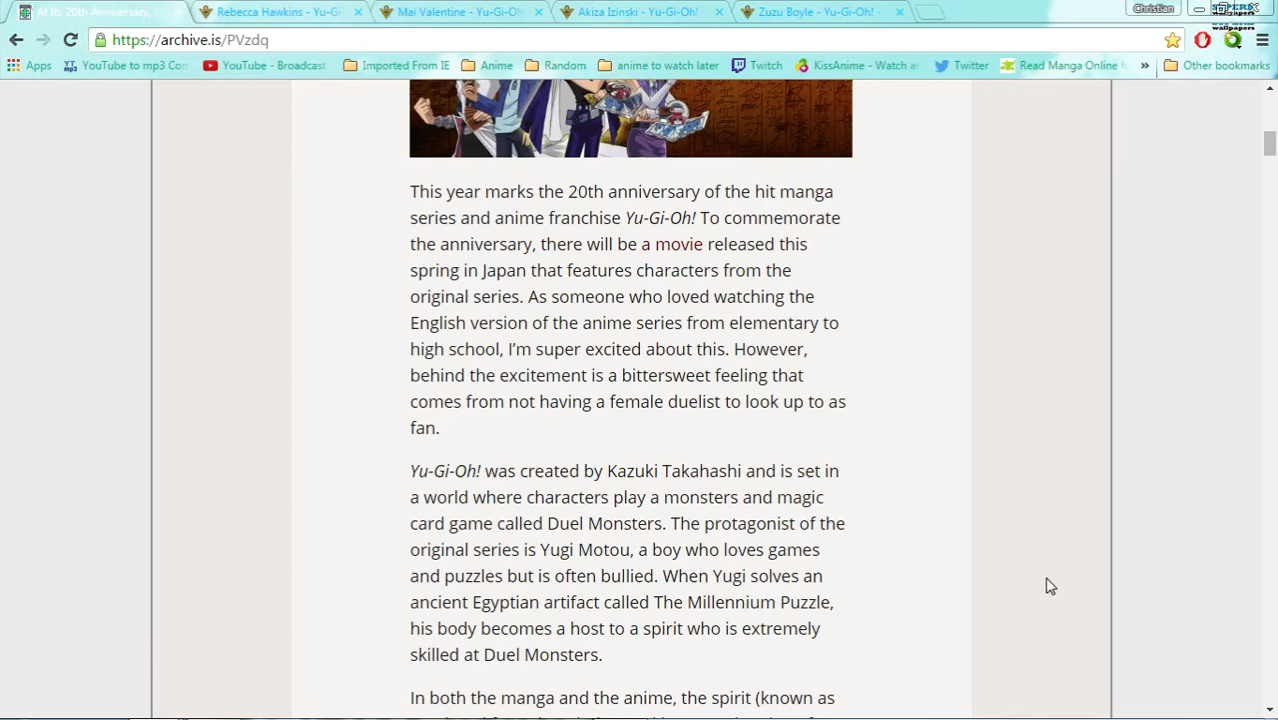 At Its 20th Anniversary, Rebecca Hawkins - Yu-Gi Mai Valentine - Yu-Gi-Oh Akiza Izinski - Yu-Gi-Oh! Zuzu Boyle - Yu-Gi-Oh! - Christian
wallpapers
https://archive.is/PVzdq
Apps YouTube to mp3 Con YouTube - Broadcast Imported From IE Anime Random anime to watch later Twitch KissAnime - Watch an Twitter Read Manga Online » Other bookmarks
This year marks the 20th anniversary of the hit manga
series and anime franchise Yu-Gi-Oh! To commemorate
the anniversary, there will be a movie released this
spring in Japan that features characters from the
original series. As someone who loved watching the
English version of the anime series from elementary to
high school, I'm super excited about this. However,
behind the excitement is a bittersweet feeling that
comes from not having a female duelist to look up to as
fan.
Yu-Gi-Oh! was created by Kazuki Takahashi and is set in
a world where characters play a monsters and magic
card game called Duel Monsters. The protagonist of the
original series is Yugi Motou, a boy who loves games
and puzzles but is often bullied. When Yugi solves an
ancient Egyptian artifact called The Millennium Puzzle,
his body becomes a host to a spirit who is extremely
skilled at Duel Monsters.
In both the manga and the anime, the spirit (known as